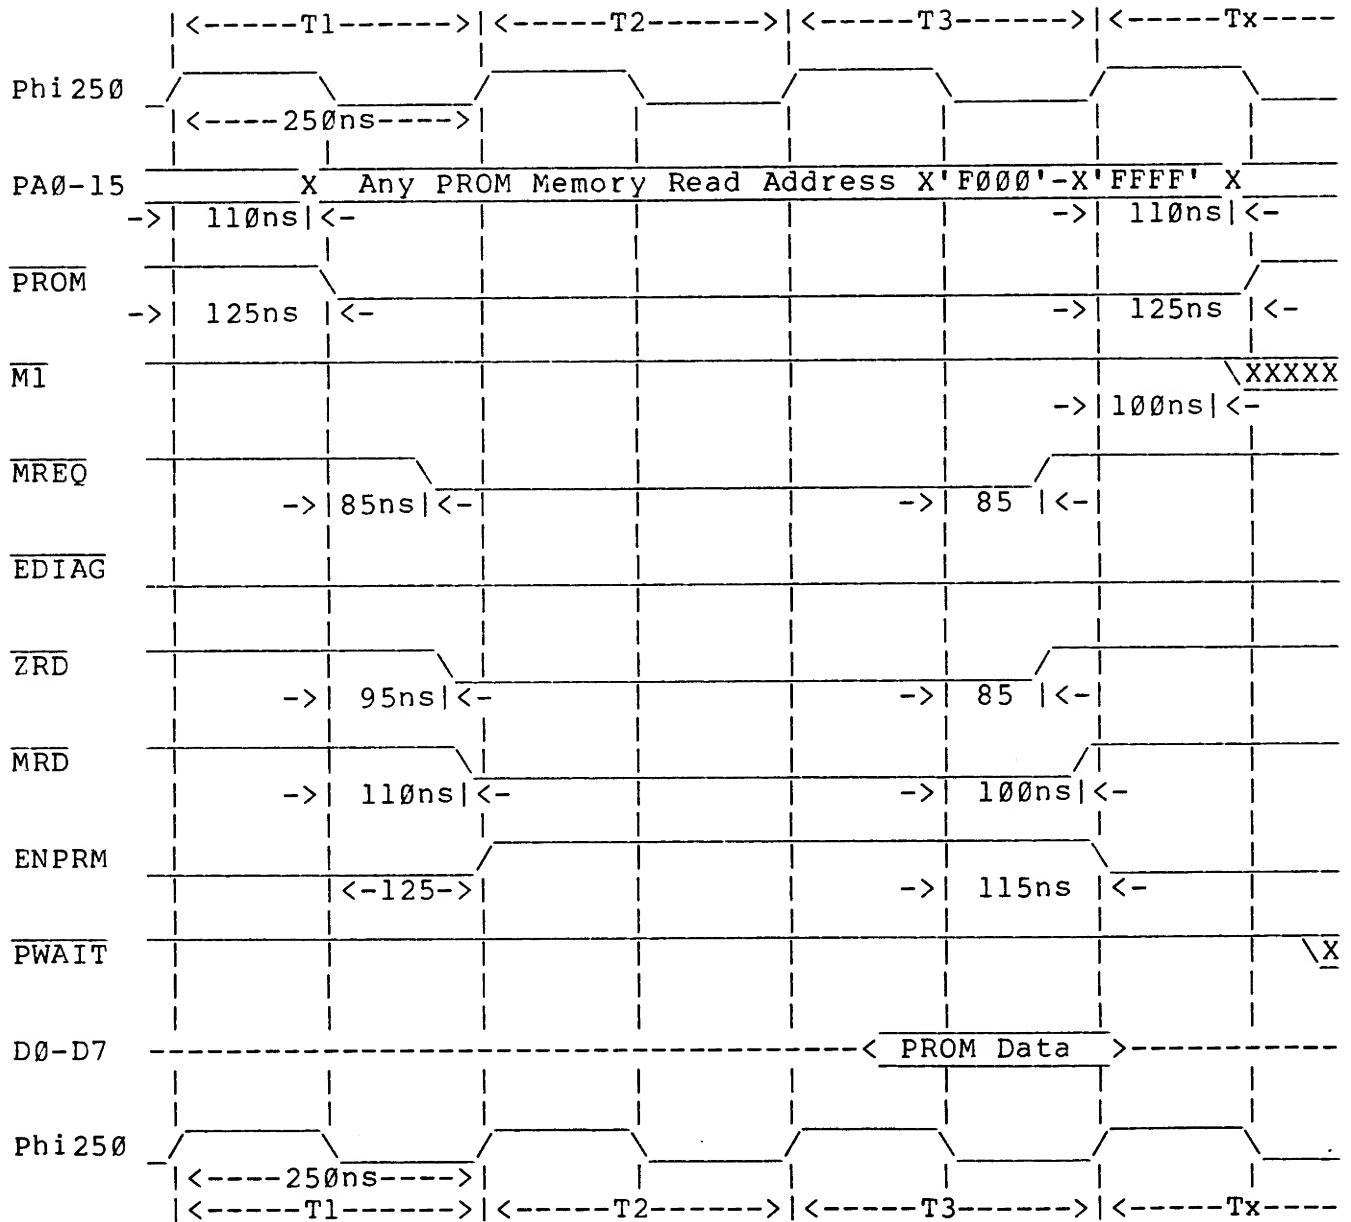 |<-----T1------>|<-----T2------>|<-----T3------>|<-----Tx----
Phi25Ø
|<----25Øns---->|
PAØ-15 X Any PROM Memory Read Address X'FØØØ'-X'FFFF' X
->| 11Øns|<- ->| 11Øns|<-
PROM
->| 125ns |<- ->| 125ns |<-
M1 \XXXXX
->|1ØØns|<-
MREQ
->|85ns|<- ->| 85 |<-
EDIAG
ZRD
->| 95ns|<- ->| 85 |<-
MRD
->| 11Øns|<- ->| 1ØØns|<-
ENPRM
<-125-> ->| 115ns |<-
PWAIT \X
DØ-D7 ----< PROM Data >----
Phi25Ø
|<----25Øns---->|
|<-----T1------>|<-----T2------>|<-----T3------>|<-----Tx----